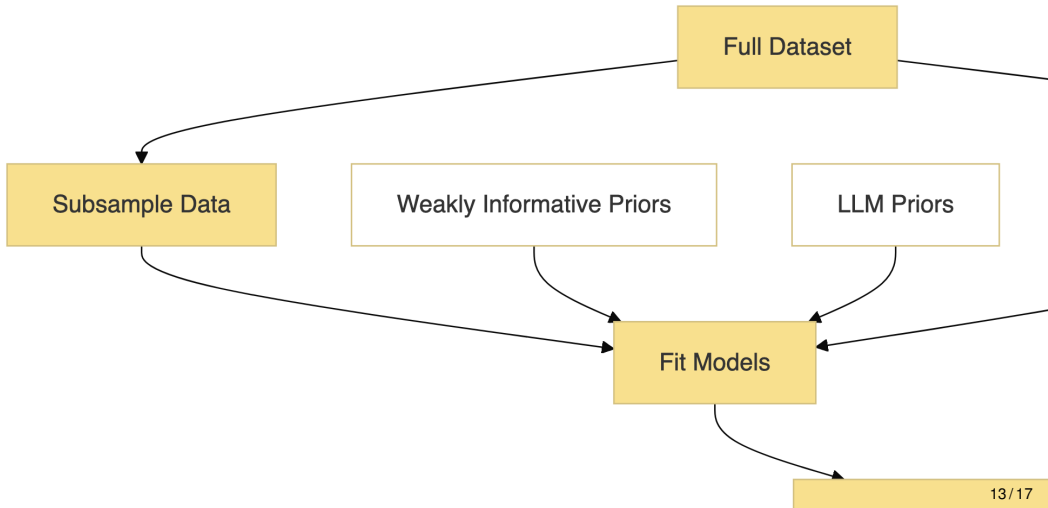 Full Dataset
Subsample Data
Weakly Informative Priors
LLM Priors
Fit Models
13/17